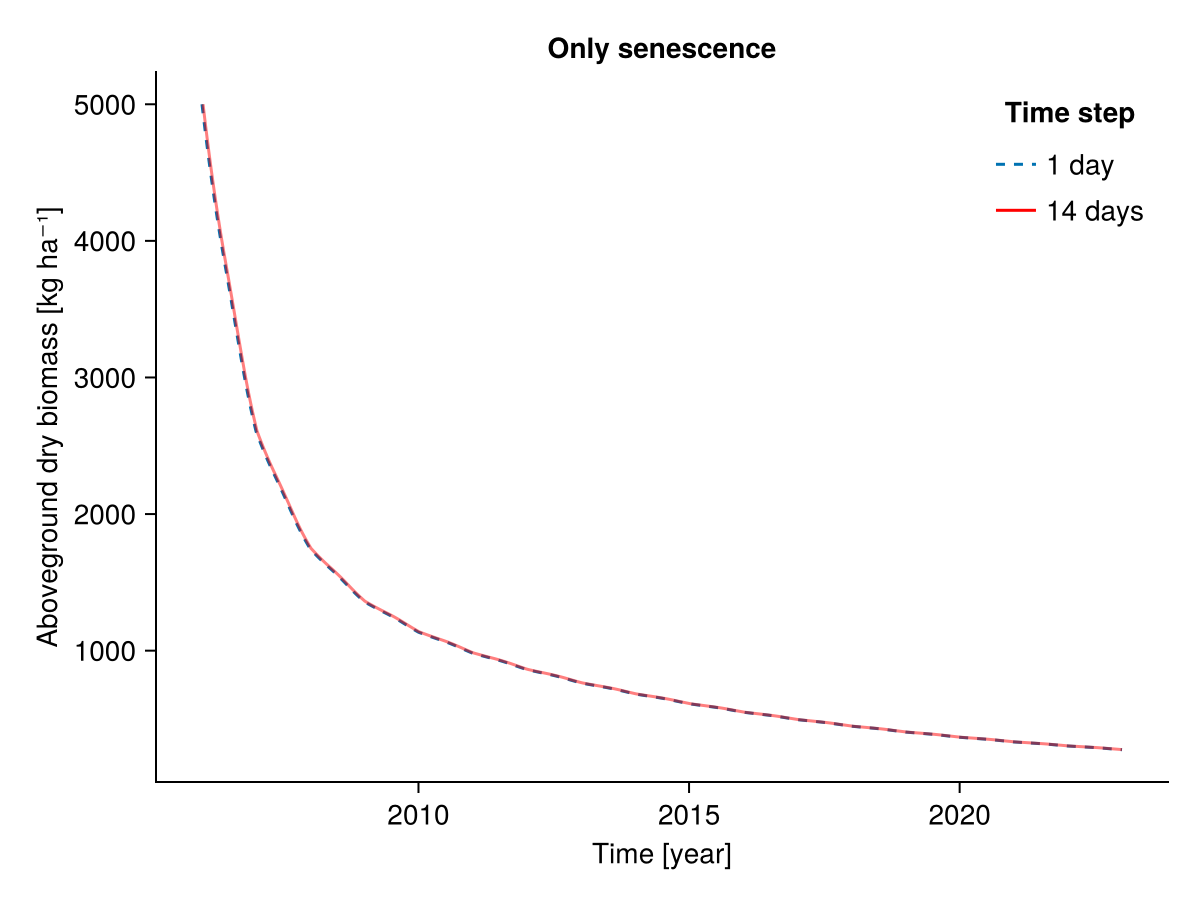 Only senescence
Time step
1 day
14 days
Aboveground dry biomass [kg ha⁻¹]
5000
4000
3000
2000
1000
2010
2015
2020
Time [year]